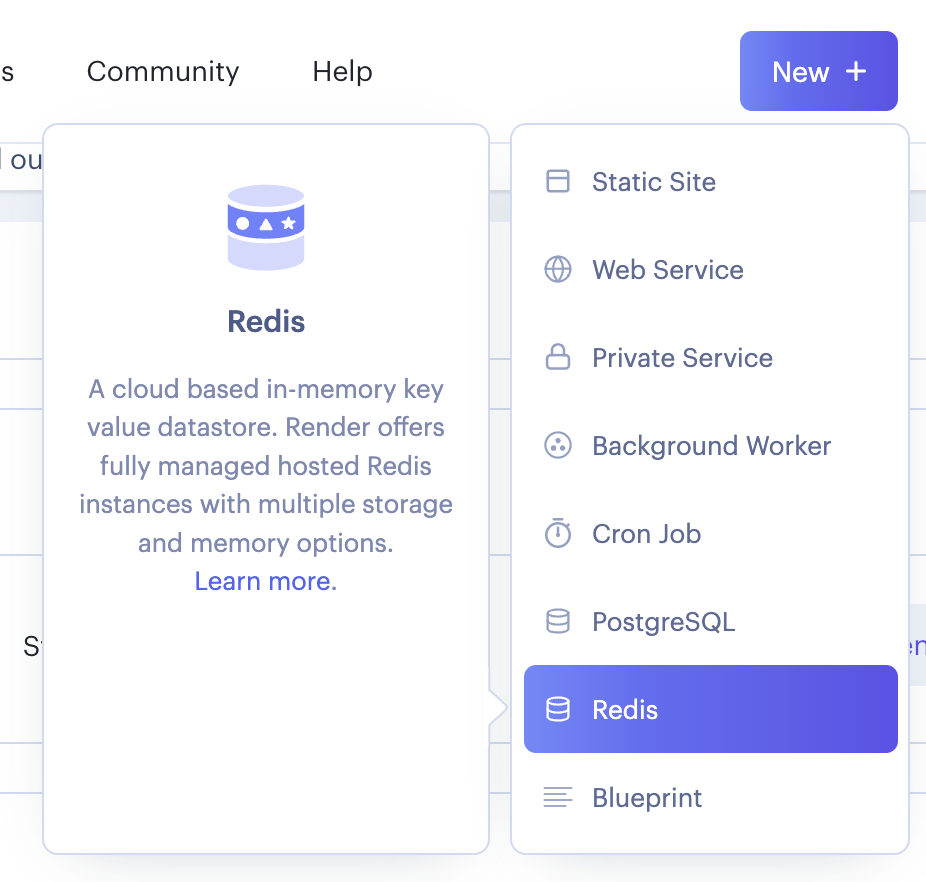 Community
Help
New +
Redis
A cloud based in-memory key
value datastore. Render offers
fully managed hosted Redis
instances with multiple storage
and memory options.
Learn more.
Static Site
Web Service
Private Service
Background Worker
Cron Job
PostgreSQL
Redis
Blueprint